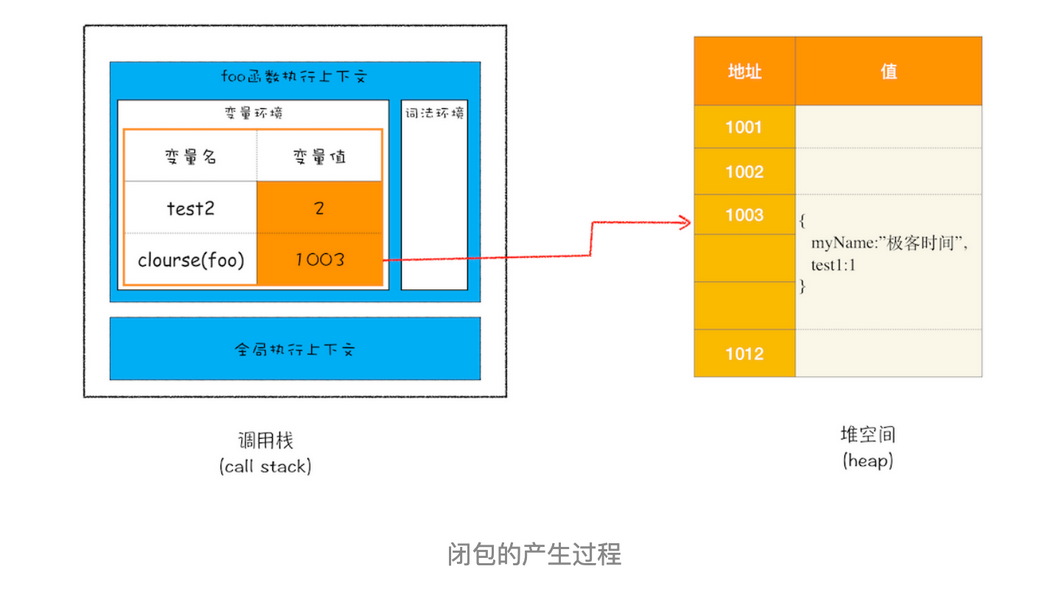 foo函数执行上下文
变量环境
词法环境
变量名 变量值
test2 2
clourse(foo) 1003
全局执行上下文
调用栈
(call stack)
地址 值
1001
1002
1003
{
myName:”极客时间”,
test1:1
}
1012
堆空间
(heap)
闭包的产生过程